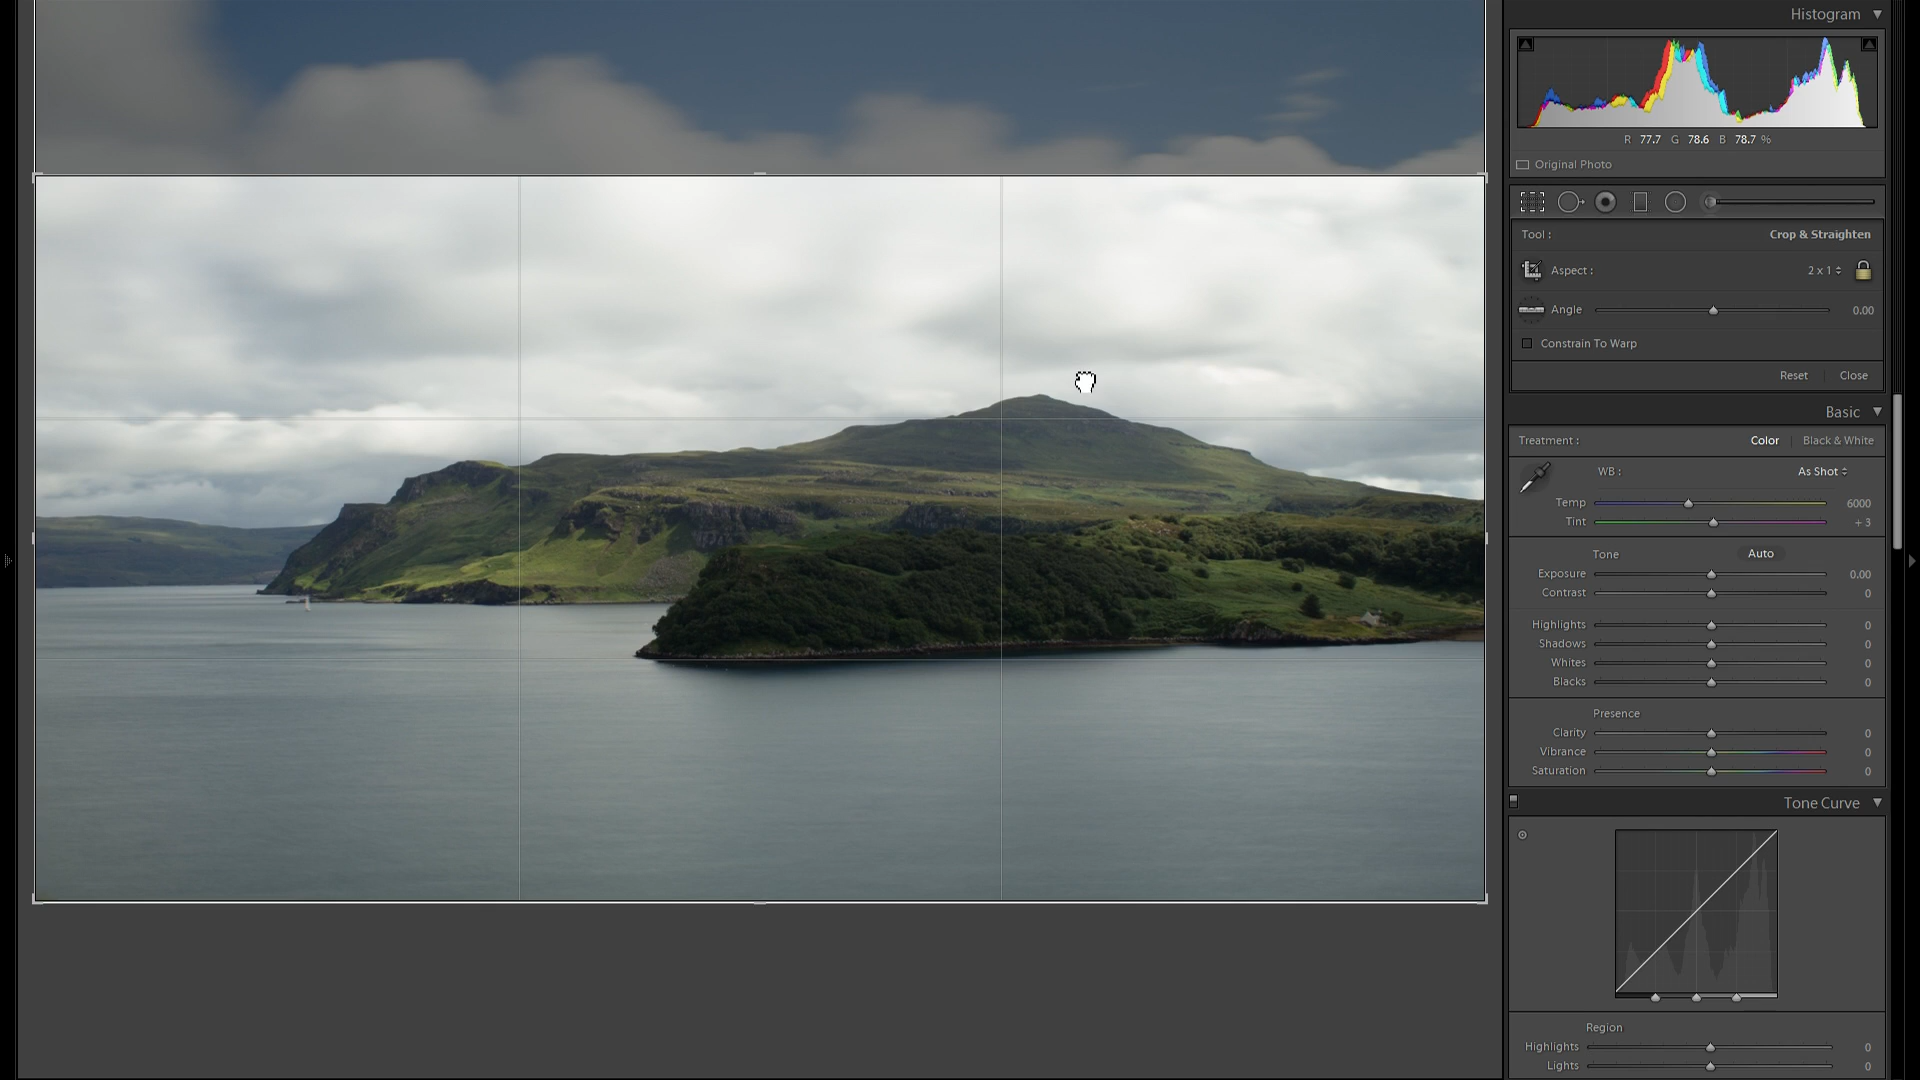 Histogram
R 77.7 G 78.6 B 78.7 %
Original Photo
Tool : Crop & Straighten
Aspect : 2 x 1
Angle 0.00
Constrain To Warp
Reset Close
Basic
Treatment : Color Black & White
WB : As Shot
Temp 6000
Tint + 3
Tone Auto
Exposure 0.00
Contrast 0
Highlights 0
Shadows 0
Whites 0
Blacks 0
Presence
Clarity 0
Vibrance 0
Saturation 0
Tone Curve
Region
Highlights 0
Lights 0